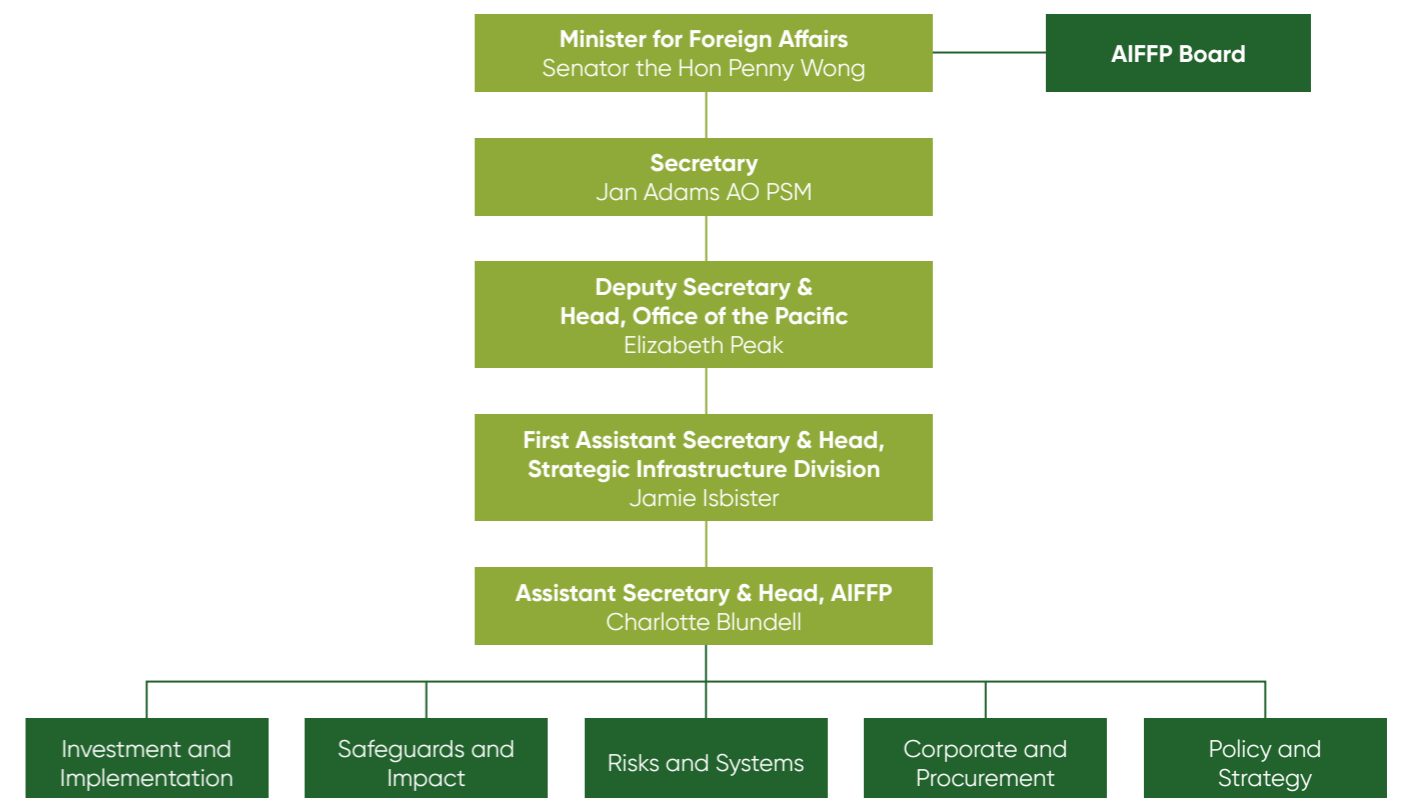 Minister for Foreign Affairs
Senator the Hon Penny Wong
AIFFP Board
Secretary
Jan Adams AO PSM
Deputy Secretary &
Head, Office of the Pacific
Elizabeth Peak
First Assistant Secretary & Head,
Strategic Infrastructure Division
Jamie Isbister
Assistant Secretary & Head, AIFFP
Charlotte Blundell
Investment and
Implementation
Safeguards and
Impact
Risks and Systems
Corporate and
Procurement
Policy and
Strategy